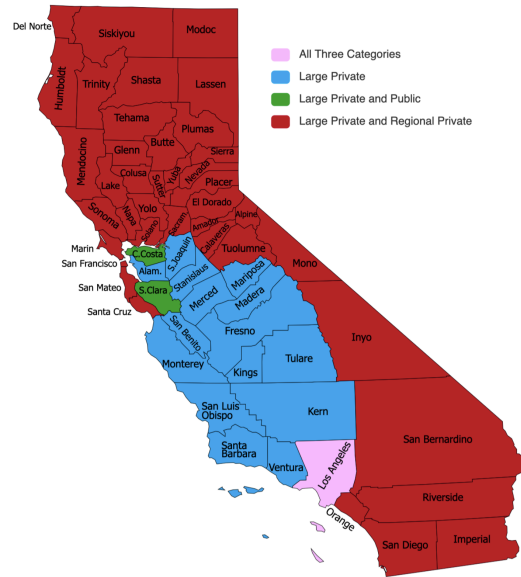 Del Norte
Siskiyou
Modoc
All Three Categories
Large Private
Large Private and Public
Large Private and Regional Private
Humboldt
Trinity
Shasta
Lassen
Tehama
Plumas
Mendocino
Glenn
Butte
Sierra
Colusa
Sutter
Yuba
Nevada
Placer
Lake
El Dorado
Sonoma
Napa
Yolo
Solano
Sacram.
Amador
Alpine
Calaveras
Tuolumne
Marin
C.Costa
San Francisco
Alam.
S.Joaquin
Stanislaus
Mariposa
Mono
San Mateo
S.Clara
Merced
Madera
Santa Cruz
San Benito
Fresno
Inyo
Monterey
Kings
Tulare
San Luis
Obispo
Kern
Santa
Barbara
Ventura
Los Angeles
San Bernardino
Orange
Riverside
San Diego
Imperial